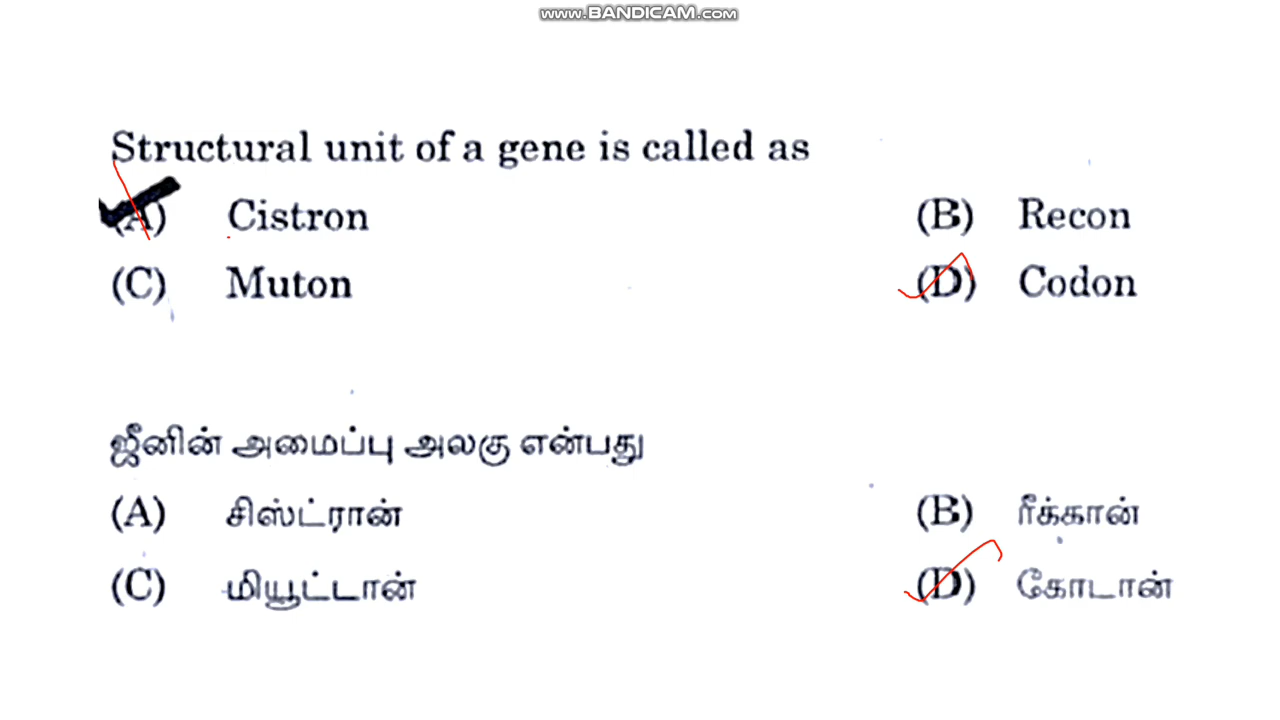 www.BANDICAM.com
Structural unit of a gene is called as
(A) Cistron (B) Recon
(C) Muton (D) Codon
ஜீனின் அமைப்பு அலகு என்பது
(A) சிஸ்ட்ரான் (B) ரீக்கான்
(C) மியூட்டான் (D) கோடான்